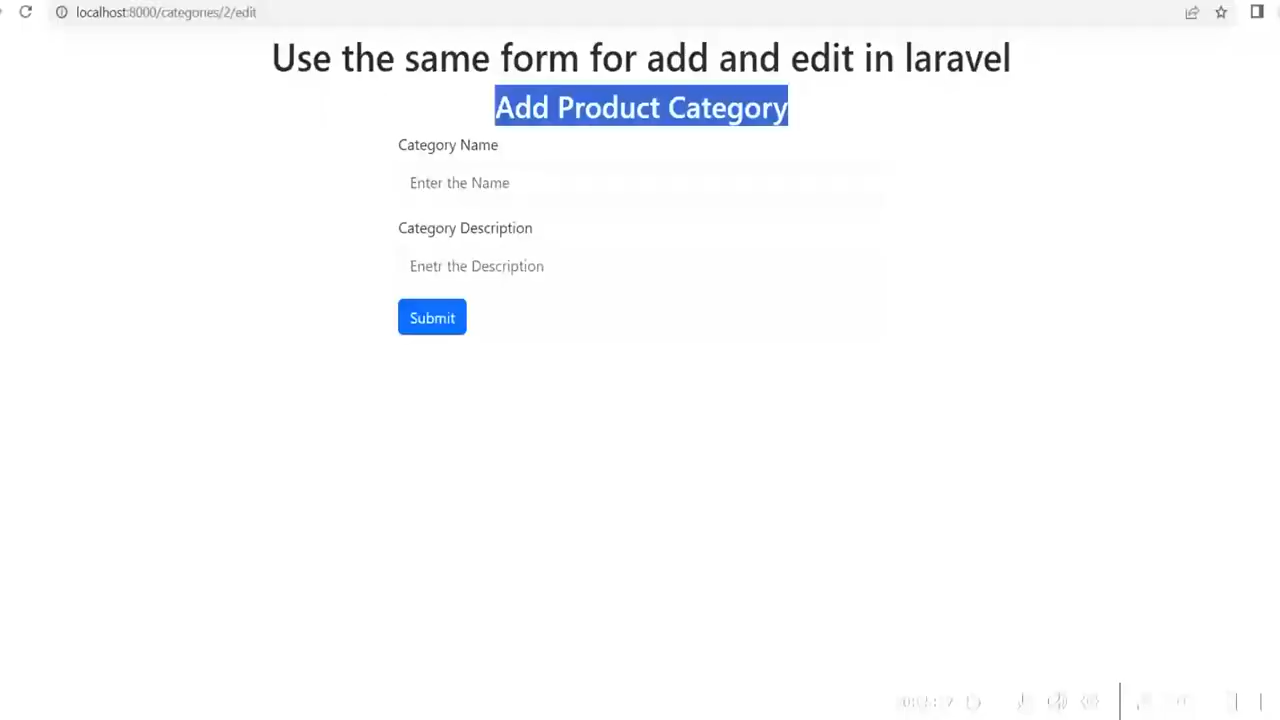 localhost:8000/categories/2/edit
Use the same form for add and edit in laravel
Add Product Category
Category Name
Enter the Name
Category Description
Enetr the Description
Submit